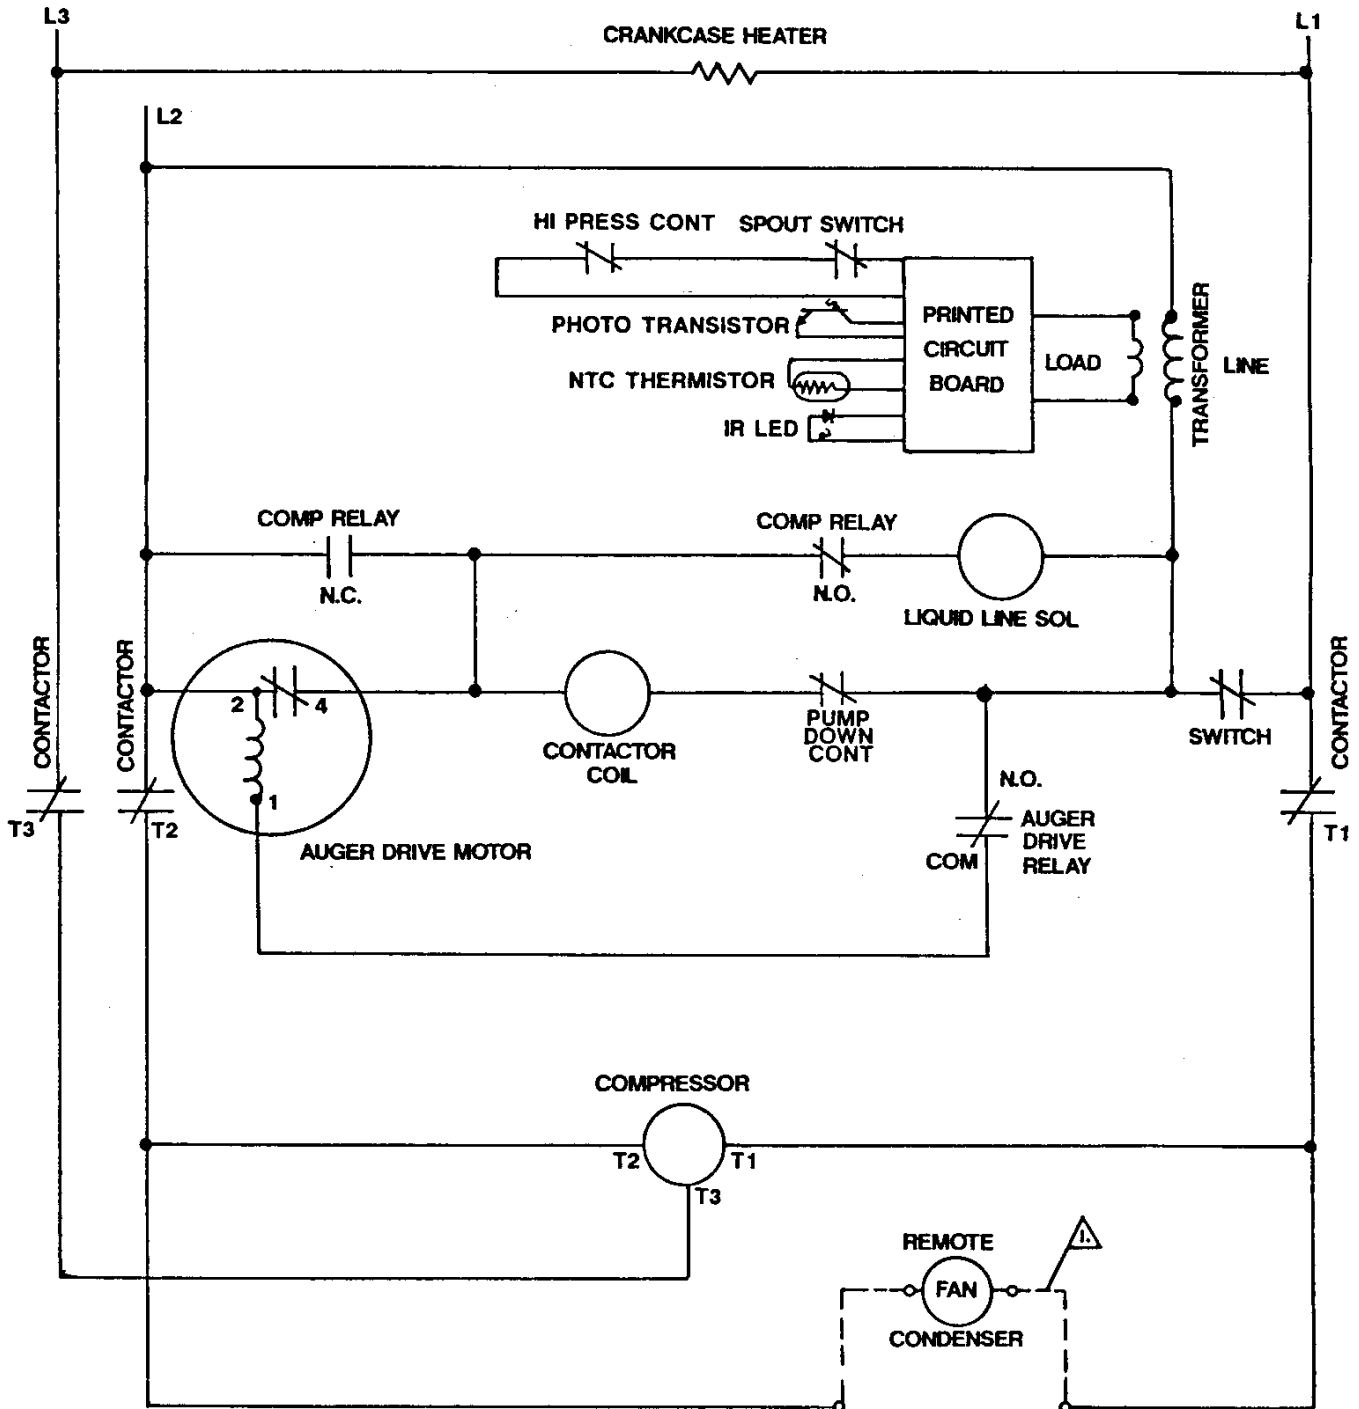 L3
L1
CRANKCASE HEATER
L2
HI PRESS CONT
SPOUT SWITCH
PHOTO TRANSISTOR
NTC THERMISTOR
IR LED
PRINTED
CIRCUIT
BOARD
LOAD
TRANSFORMER
LINE
COMP RELAY
N.C.
COMP RELAY
N.O.
LIQUID LINE SOL
CONTACTOR
CONTACTOR
2
4
1
CONTACTOR
COIL
PUMP
DOWN
CONT
SWITCH
CONTACTOR
T3
T2
AUGER DRIVE MOTOR
N.O.
COM
AUGER
DRIVE
RELAY
T1
COMPRESSOR
T2
T1
T3
REMOTE
FAN
CONDENSER
1.